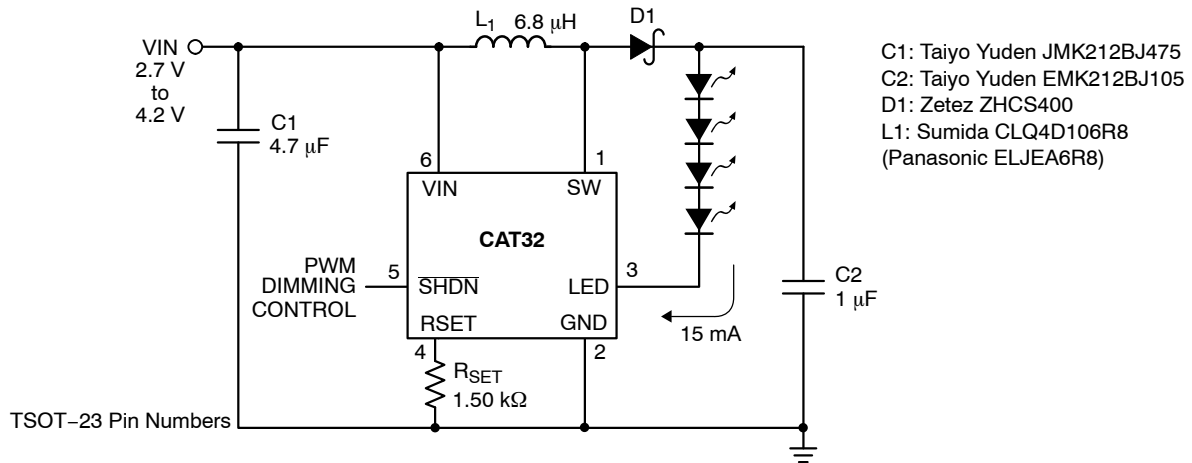 L1 6.8 μH
D1
VIN
2.7 V
to
4.2 V
C1: Taiyo Yuden JMK212BJ475
C2: Taiyo Yuden EMK212BJ105
D1: Zetez ZHCS400
L1: Sumida CLQ4D106R8
(Panasonic ELJEA6R8)
C1
4.7 μF
6
1
VIN
SW
CAT32
PWM
DIMMING
CONTROL
5
SHDN
LED
3
RSET
GND
4
2
15 mA
C2
1 μF
RSET
1.50 kΩ
TSOT−23 Pin Numbers